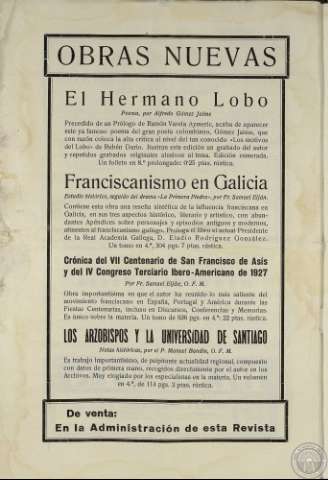 OBRAS NUEVAS
El Hermano Lobo
Poema, por Alfredo Gómez Jaime
Precedido de un Prólogo de Ramón Varela Aymeric, acaba de aparecer
este ya famoso poema del gran poeta colombiano, Gómez Jaime, que
con razón coloca la alta crítica al nivel del tan conocido «Los motivos
del Lobo» de Rubén Darío. Ilustran esta edición un grabado del autor
y repetidos grabados originales alusivos al tema. Edición esmerada.
Un folleto en 8.º prolongado; 0'25 ptas. rústica.
Franciscanismo en Galicia
Estudio histórico, seguido del drama «La Primera Piedra», por Fr. Samuel Eiján.
Contiene esta obra una reseña sintética de la influencia franciscana en
Galicia, en sus tres aspectos histórico, literario y artístico, con abun-
dantes Apéndices sobre personajes y episodios antiguos y modernos,
atinentes al franciscanismo galaico. Prologa el libro el actual Presidente
de la Real Academia Gallega, D. Eladio Rodríguez González.
Un tomo en 4.º, 304 pgs. 7 ptas. rústica.
Crónica del VII Centenario de San Francisco de Asís
y del IV Congreso Terciario Ibero-Americano de 1927
Por Fr. Samuel Eiján, O. F. M.
Obra importantísima en que el autor ha reunido lo más saliente del
movimiento franciscano en España, Portugal y América durante las
Fiestas Centenarias, incluso en Discursos, Conferencias y Memorias.
Es único sobre la materia. Un tomo de 838 pgs. en 4.º; 22 ptas. rústica.
LOS ARZOBISPOS Y LA UNIVERSIDAD DE SANTIAGO
Notas históricas, por el P. Manuel Bandín, O. F. M.
Es trabajo importantísimo, de palpitante actualidad regional, compuesto
con datos de primera mano, recogidos directamente por el autor en los
Archivos. Muy elogiado por los especialistas en la materia. Un volumen
en 4.º, de 114 pgs. 3 ptas. rústica.
De venta:
En la Administración de esta Revista